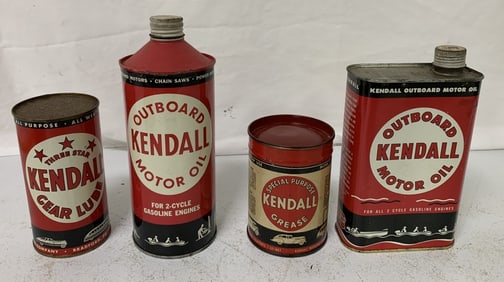 ALL PURPOSE • ALL
THREE STAR
KENDALL
GEAR LUBE
MOTORS • CHAIN SAWS • POWER
OUTBOARD
KENDALL
MOTOR OIL
FOR 2-CYCLE
GASOLINE ENGINES
SPECIAL PURPOSE
KENDALL
GREASE
KENDALL OUTBOARD MOTOR OIL
OUTBOARD
KENDALL
MOTOR OIL
FOR ALL 2 CYCLE GASOLINE ENGINES